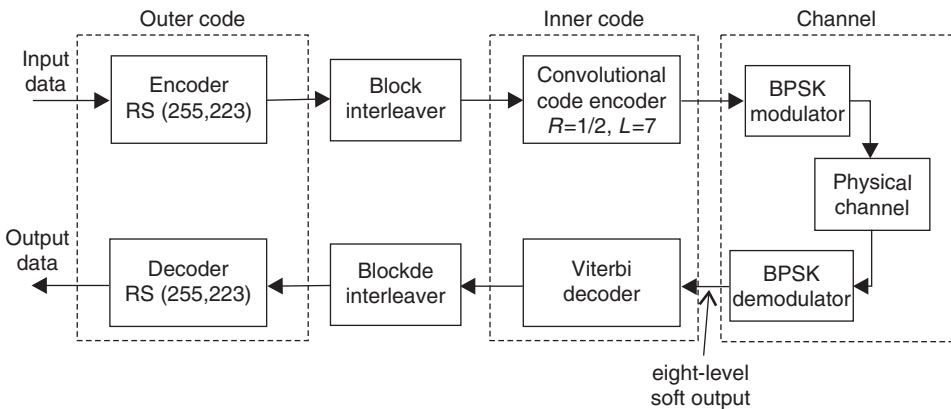 Outer code
Inner code
Channel
Input
data
Encoder
RS (255,223)
Block
interleaver
Convolutional
code encoder
R=1/2, L=7
BPSK
modulator
Physical
channel
Output
data
Decoder
RS (255,223)
Blockde
interleaver
Viterbi
decoder
BPSK
demodulator
eight-level
soft output